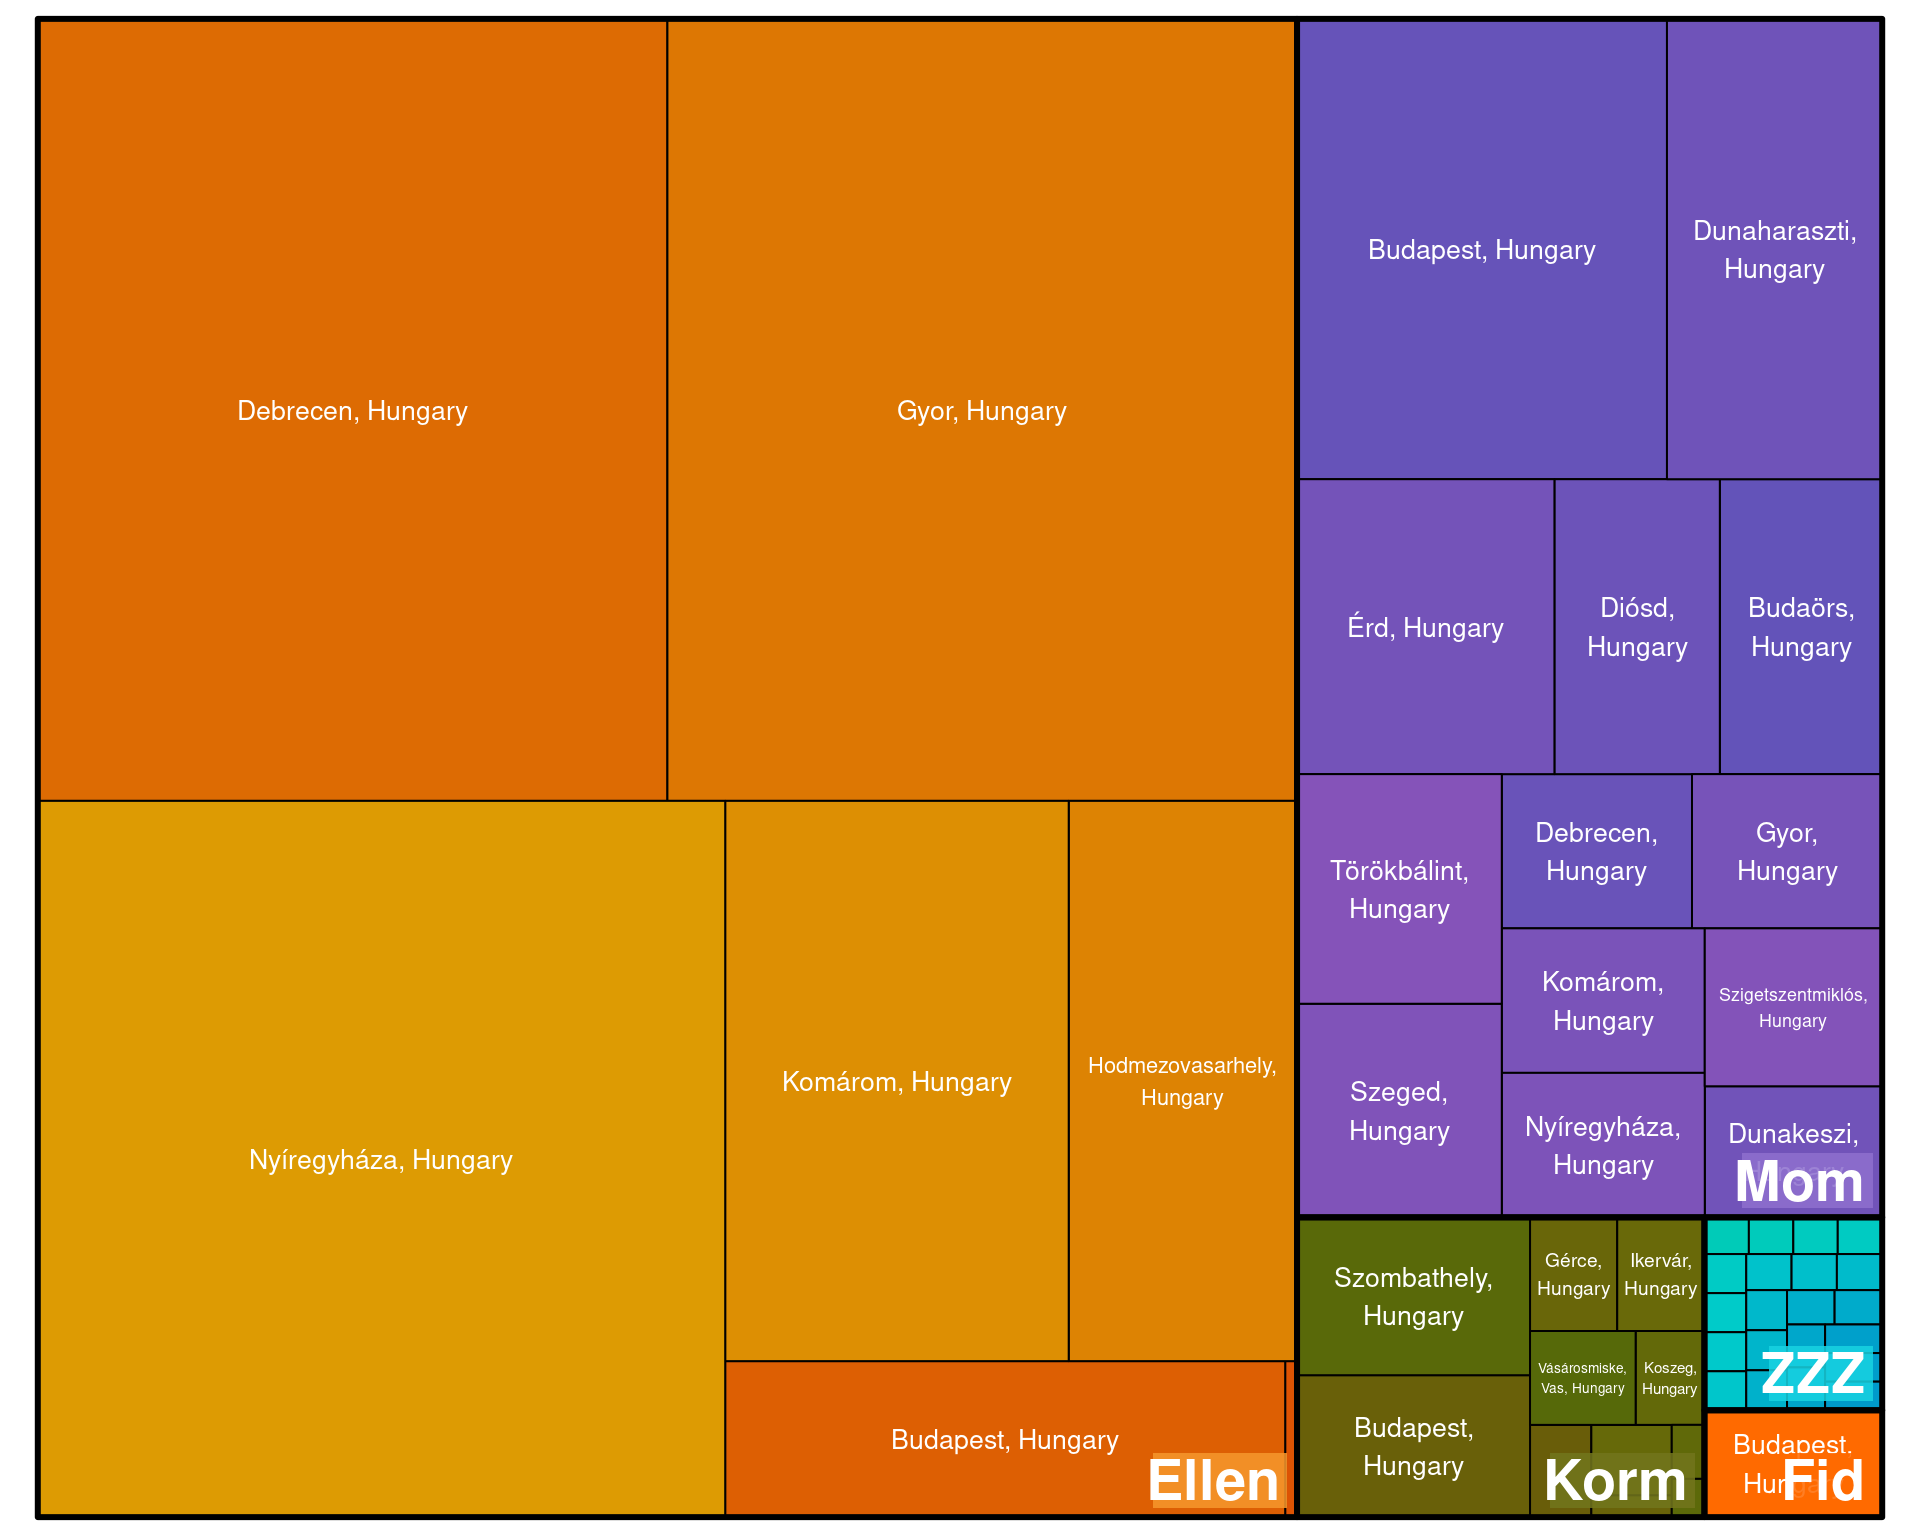 Debrecen, Hungary
Gyor, Hungary
Nyíregyháza, Hungary
Komárom, Hungary
Hodmezovasarhely,
Hungary
Budapest, Hungary
Ellen
Budapest, Hungary
Dunaharaszti,
Hungary
Érd, Hungary
Diósd,
Hungary
Budaörs,
Hungary
Törökbálint,
Hungary
Debrecen,
Hungary
Gyor,
Hungary
Komárom,
Hungary
Szigetszentmiklós,
Hungary
Szeged,
Hungary
Nyíregyháza,
Hungary
Dunakeszi,
Hungary
Mom
Szombathely,
Hungary
Gérce,
Hungary
Ikervár,
Hungary
Vásárosmiske,
Vas, Hungary
Koszeg,
Hungary
Budapest,
Hungary
Korm
ZZZ
Budapest,
Hungary
Fid